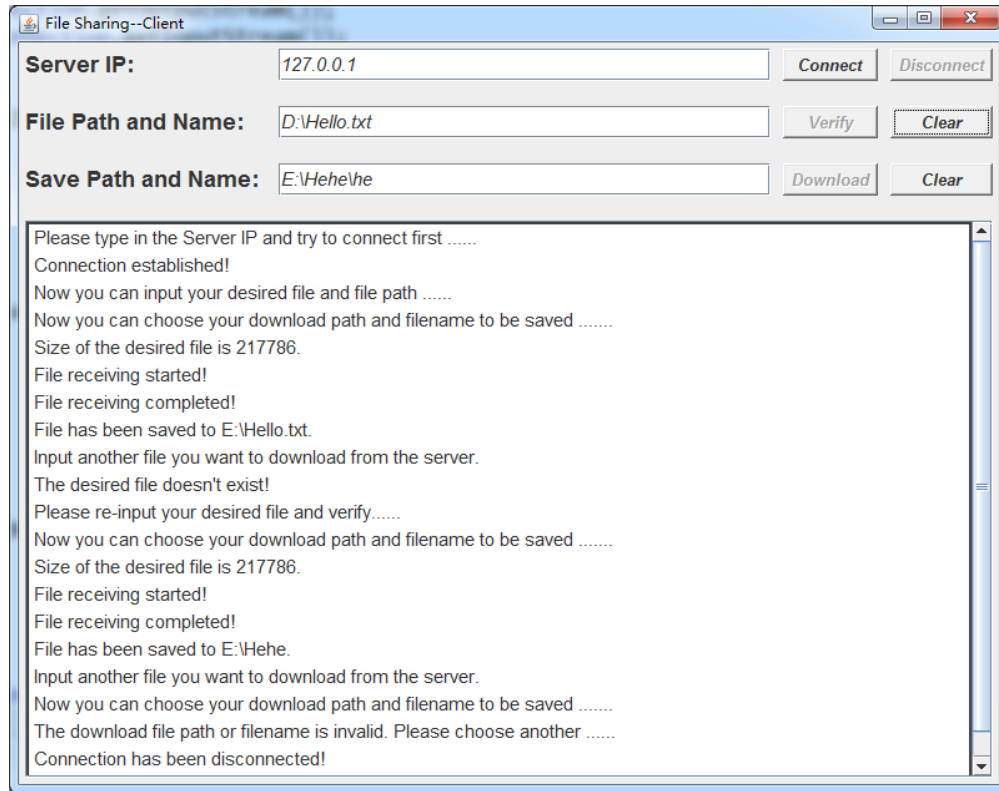 File Sharing--Client
Server IP: 127.0.0.1 Connect Disconnect
File Path and Name: D:\Hello.txt Verify Clear
Save Path and Name: E:\Hehe\he Download Clear
Please type in the Server IP and try to connect first ......
Connection established!
Now you can input your desired file and file path ......
Now you can choose your download path and filename to be saved .......
Size of the desired file is 217786.
File receiving started!
File receiving completed!
File has been saved to E:\Hello.txt.
Input another file you want to download from the server.
The desired file doesn't exist!
Please re-input your desired file and verify......
Now you can choose your download path and filename to be saved .......
Size of the desired file is 217786.
File receiving started!
File receiving completed!
File has been saved to E:\Hehe.
Input another file you want to download from the server.
Now you can choose your download path and filename to be saved .......
The download file path or filename is invalid. Please choose another ......
Connection has been disconnected!